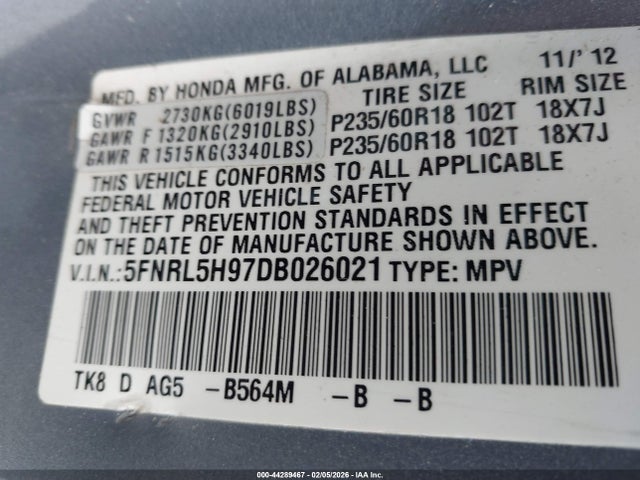 MFD. BY HONDA MFG. OF ALABAMA, LLC 11/'12
TIRE SIZE RIM SIZE
GVWR 2730KG(6019LBS)
GAWR F 1320KG(2910LBS) P235/60R18 102T 18X7J
GAWR R 1515KG(3340LBS) P235/60R18 102T 18X7J
THIS VEHICLE CONFORMS TO ALL APPLICABLE
FEDERAL MOTOR VEHICLE SAFETY
AND THEFT PREVENTION STANDARDS IN EFFECT
ON THE DATE OF MANUFACTURE SHOWN ABOVE.
V.I.N.: 5FNRL5H97DB026021 TYPE: MPV
TK8 D AG5 -B564M -B -B
000-44289467 | 02/05/2026 | IAA Inc.